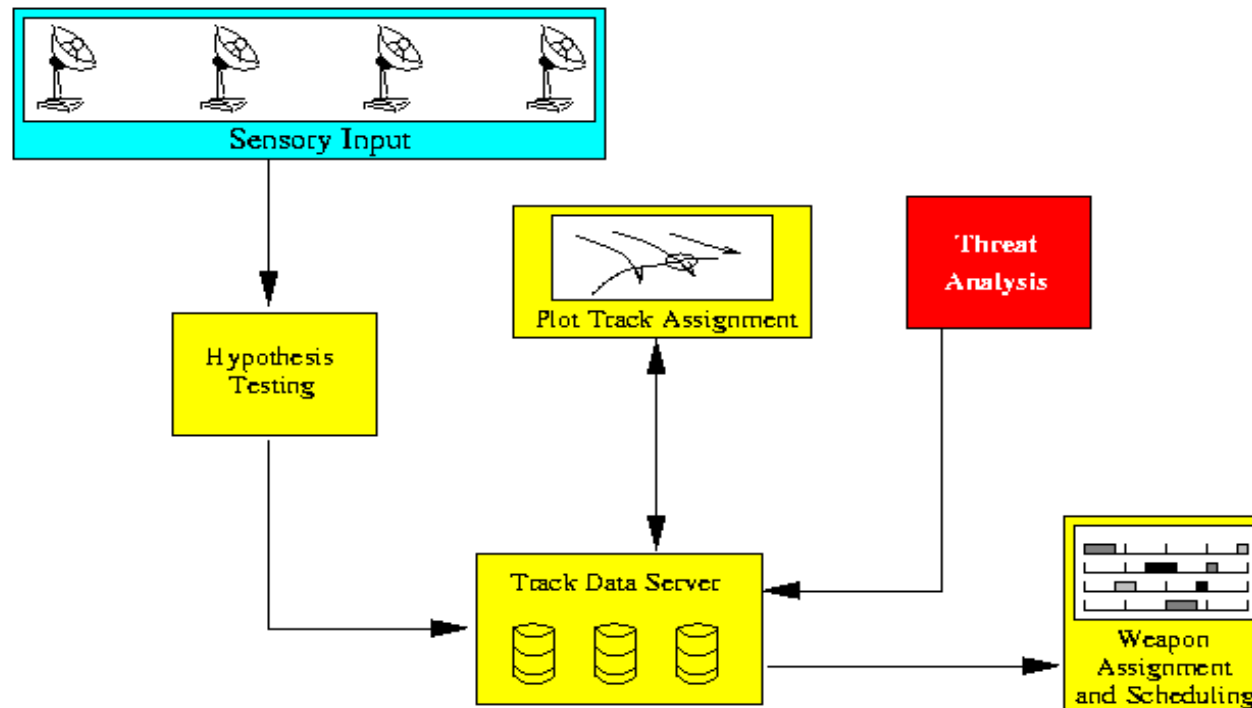 Sensory Input
Threat
Analysis
Plot Track Assignment
Hypothesis
Testing
Track Data Server
Weapon
Assignment
and Scheduling